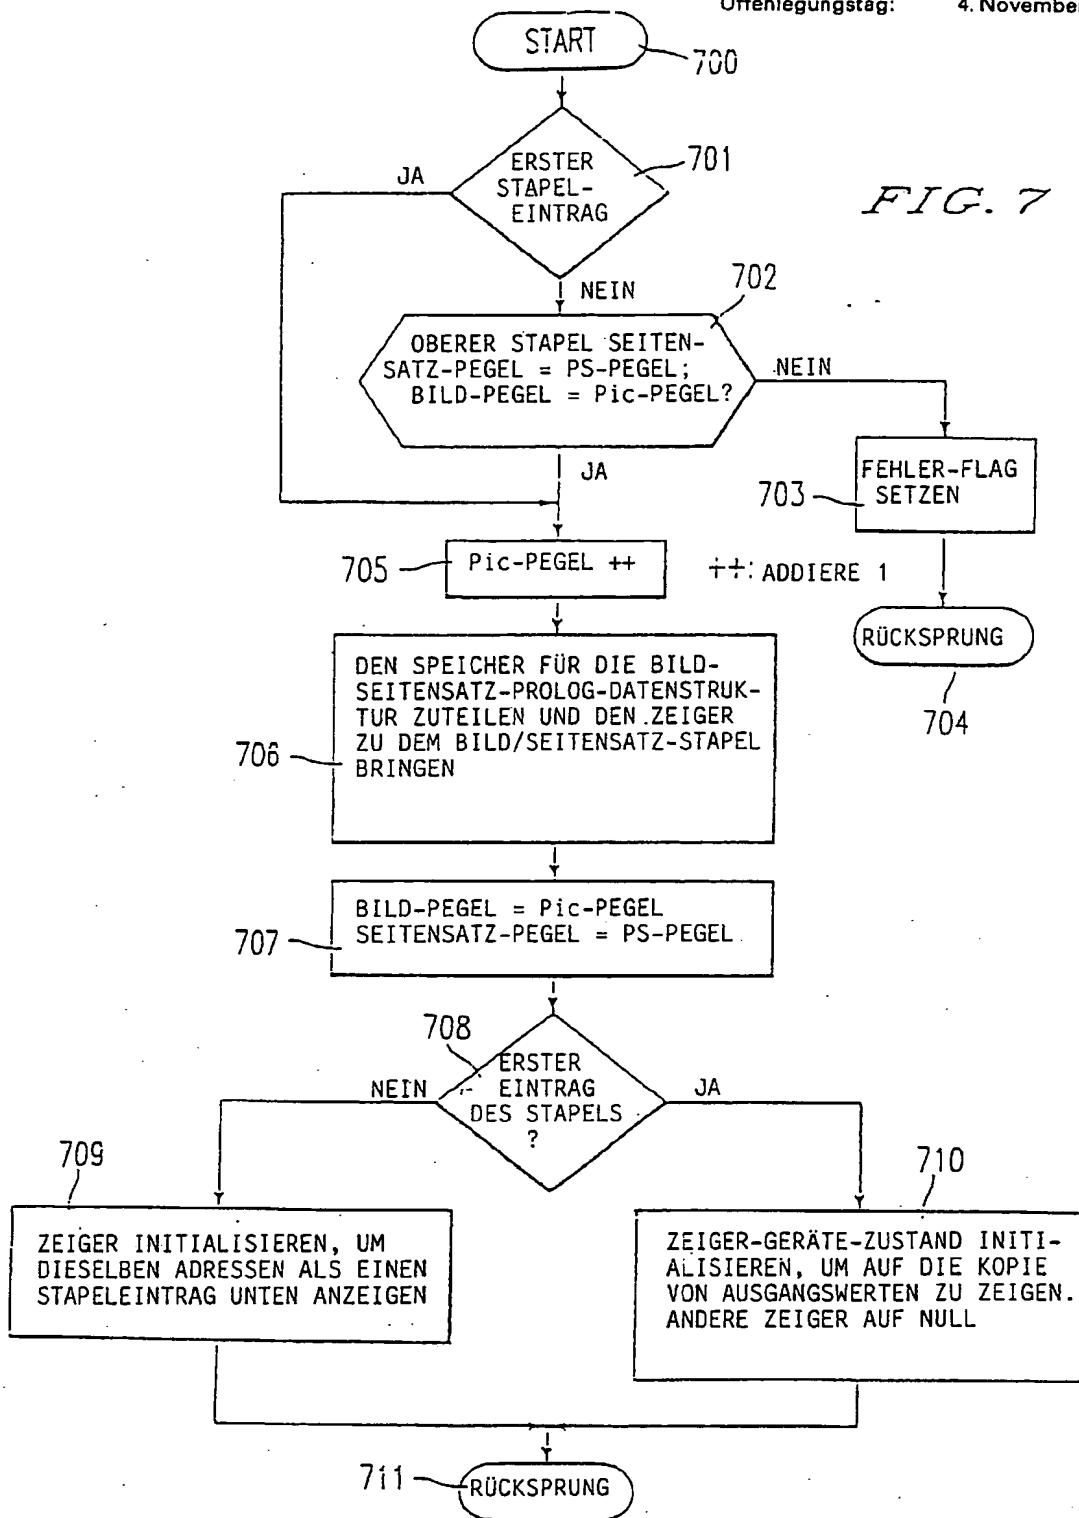 Offenlegungstag: 4. November
START
700
ERSTER
STAPEL-
EINTRAG
701
JA
FIG. 7
NEIN
702
OBERER STAPEL SEITEN-
SATZ-PEGEL = PS-PEGEL;
BILD-PEGEL = Pic-PEGEL?
NEIN
JA
FEHLER-FLAG
SETZEN
703
705
Pic-PEGEL ++
++: ADDIERE 1
RÜCKSPRUNG
704
DEN SPEICHER FÜR DIE BILD-
SEITENSATZ-PROLOG-DATENSTRUK-
TUR ZUTEILEN UND DEN ZEIGER
ZU DEM BILD/SEITENSATZ-STAPEL
BRINGEN
706
BILD-PEGEL = Pic-PEGEL
SEITENSATZ-PEGEL = PS-PEGEL
707
708
ERSTER
EINTRAG
DES STAPELS
?
NEIN
JA
709
710
ZEIGER INITIALISIEREN, UM
DIESELBEN ADRESSEN ALS EINEN
STAPELEINTRAG UNTEN ANZEIGEN
ZEIGER-GERÄTE-ZUSTAND INITI-
ALISIEREN, UM AUF DIE KOPIE
VON AUSGANGSWERTEN ZU ZEIGEN.
ANDERE ZEIGER AUF NULL
711
RÜCKSPRUNG